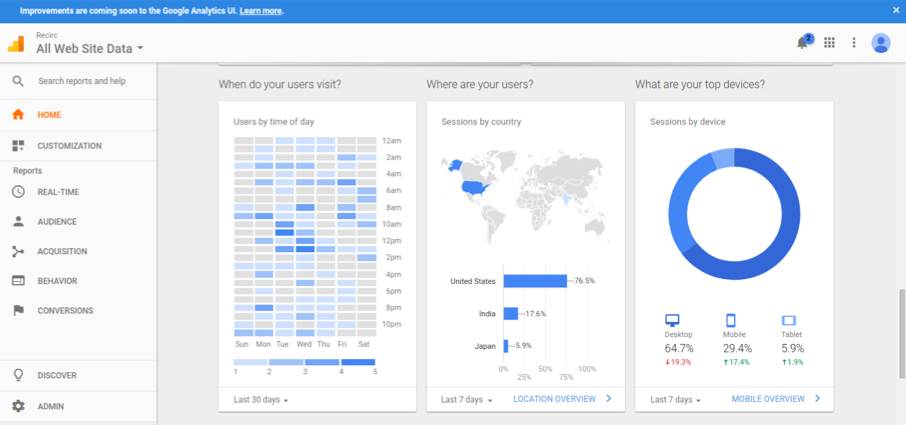 Improvements are coming soon to the Google Analytics UI. Learn more.
Recirc
All Web Site Data
2
Search reports and help
HOME
CUSTOMIZATION
Reports
REAL-TIME
AUDIENCE
ACQUISITION
BEHAVIOR
CONVERSIONS
DISCOVER
ADMIN
When do your users visit?
Users by time of day
12am
2am
4am
6am
8am
10am
12pm
2pm
4pm
6pm
8pm
10pm
Sun Mon Tue Wed Thu Fri Sat
1 2 3 4 5
Last 30 days
Where are your users?
Sessions by country
United States 76.5%
India 17.6%
Japan 5.9%
0% 50% 100%
25% 75%
Last 7 days LOCATION OVERVIEW
What are your top devices?
Sessions by device
Desktop Mobile Tablet
64.7% 29.4% 5.9%
↓19.3% ↑17.4% ↑1.9%
Last 7 days MOBILE OVERVIEW